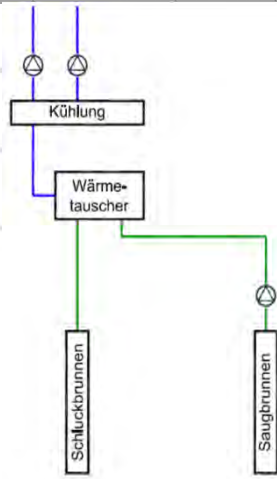 Kühlung
Wärme-
tauscher
Schluckbrunnen
Saugbrunnen